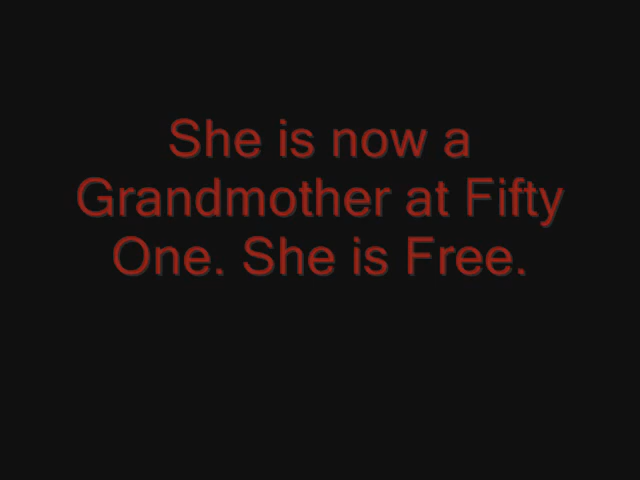 She is now a
Grandmother at Fifty
One. She is Free.